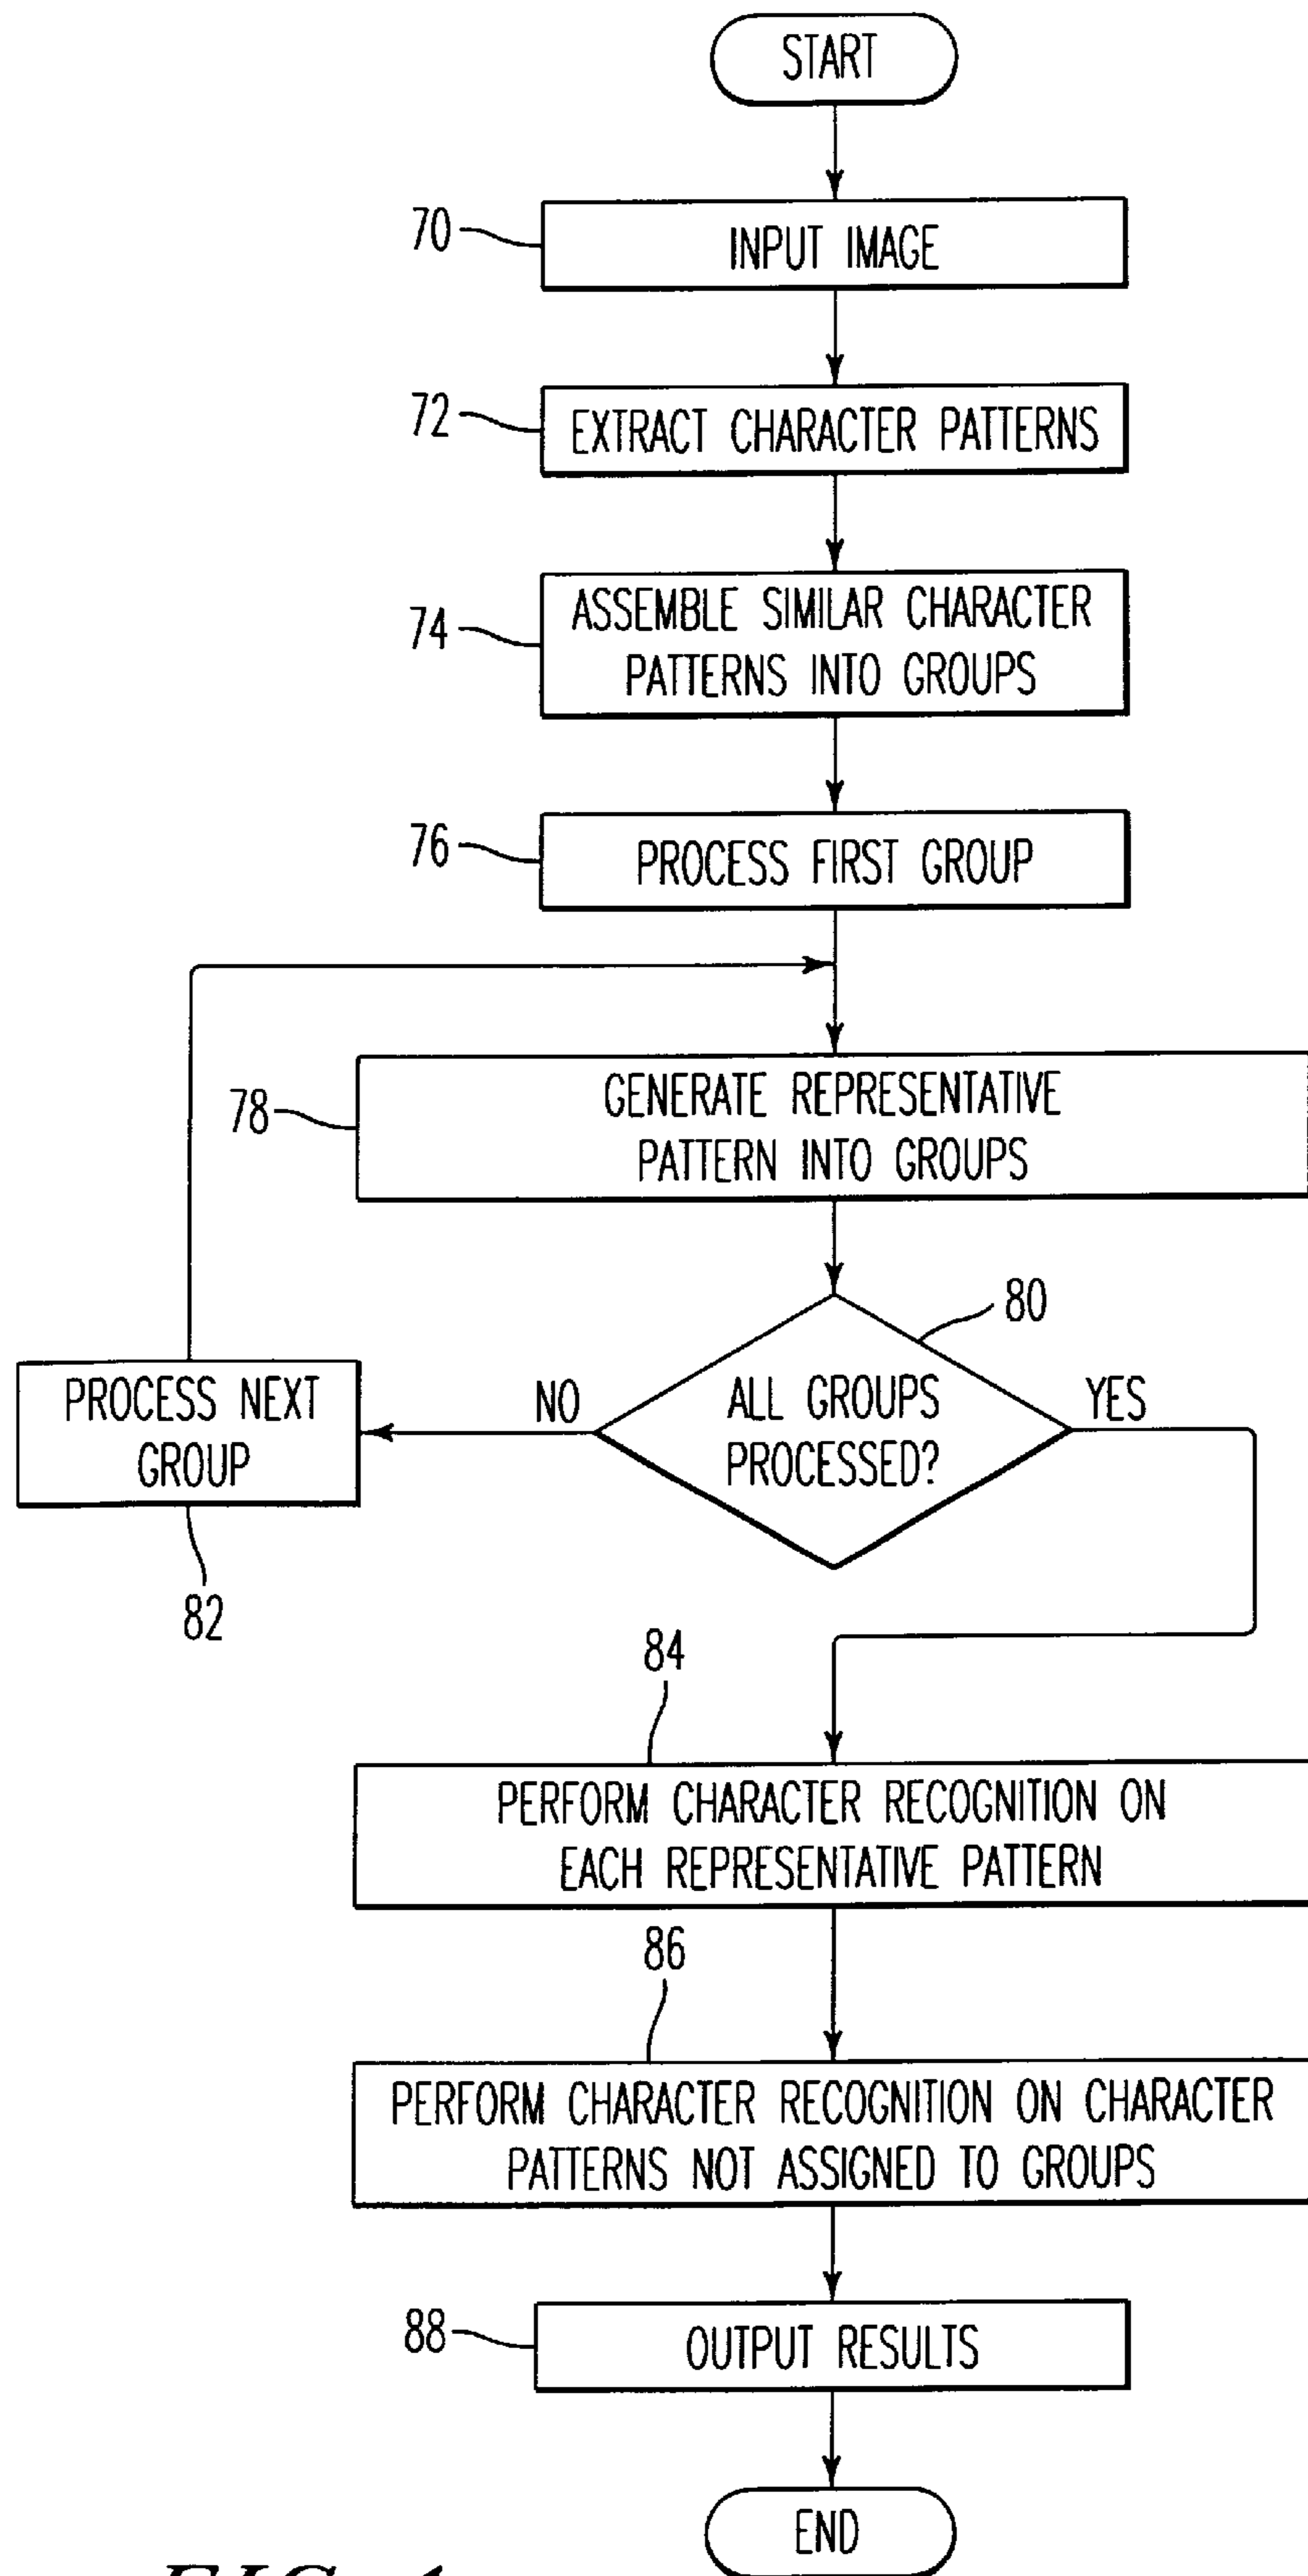 START
70
INPUT IMAGE
72
EXTRACT CHARACTER PATTERNS
74
ASSEMBLE SIMILAR CHARACTER
PATTERNS INTO GROUPS
76
PROCESS FIRST GROUP
78
GENERATE REPRESENTATIVE
PATTERN INTO GROUPS
80
ALL GROUPS
PROCESSED?
NO
YES
PROCESS NEXT
GROUP
82
84
PERFORM CHARACTER RECOGNITION ON
EACH REPRESENTATIVE PATTERN
86
PERFORM CHARACTER RECOGNITION ON CHARACTER
PATTERNS NOT ASSIGNED TO GROUPS
88
OUTPUT RESULTS
END